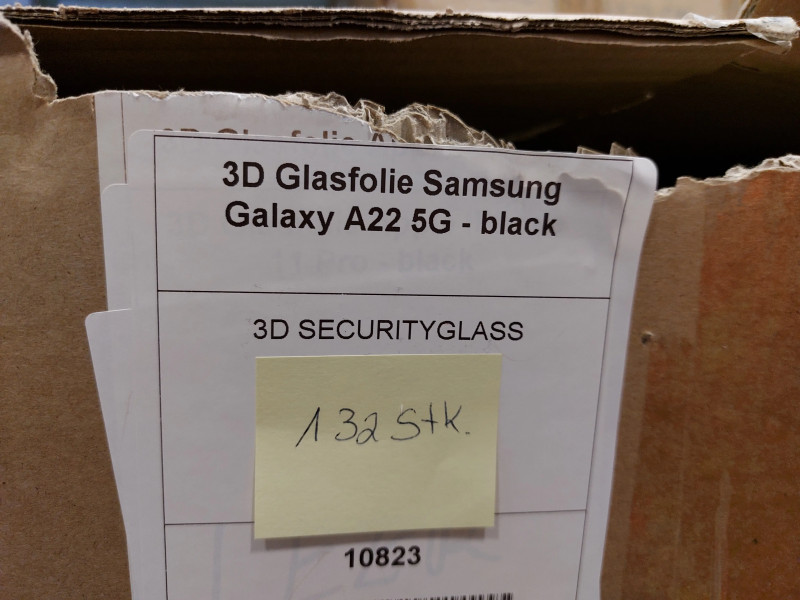 3D Glasfolie Samsung
Galaxy A22 5G - black
3D SECURITYGLASS
132 Stk.
10823